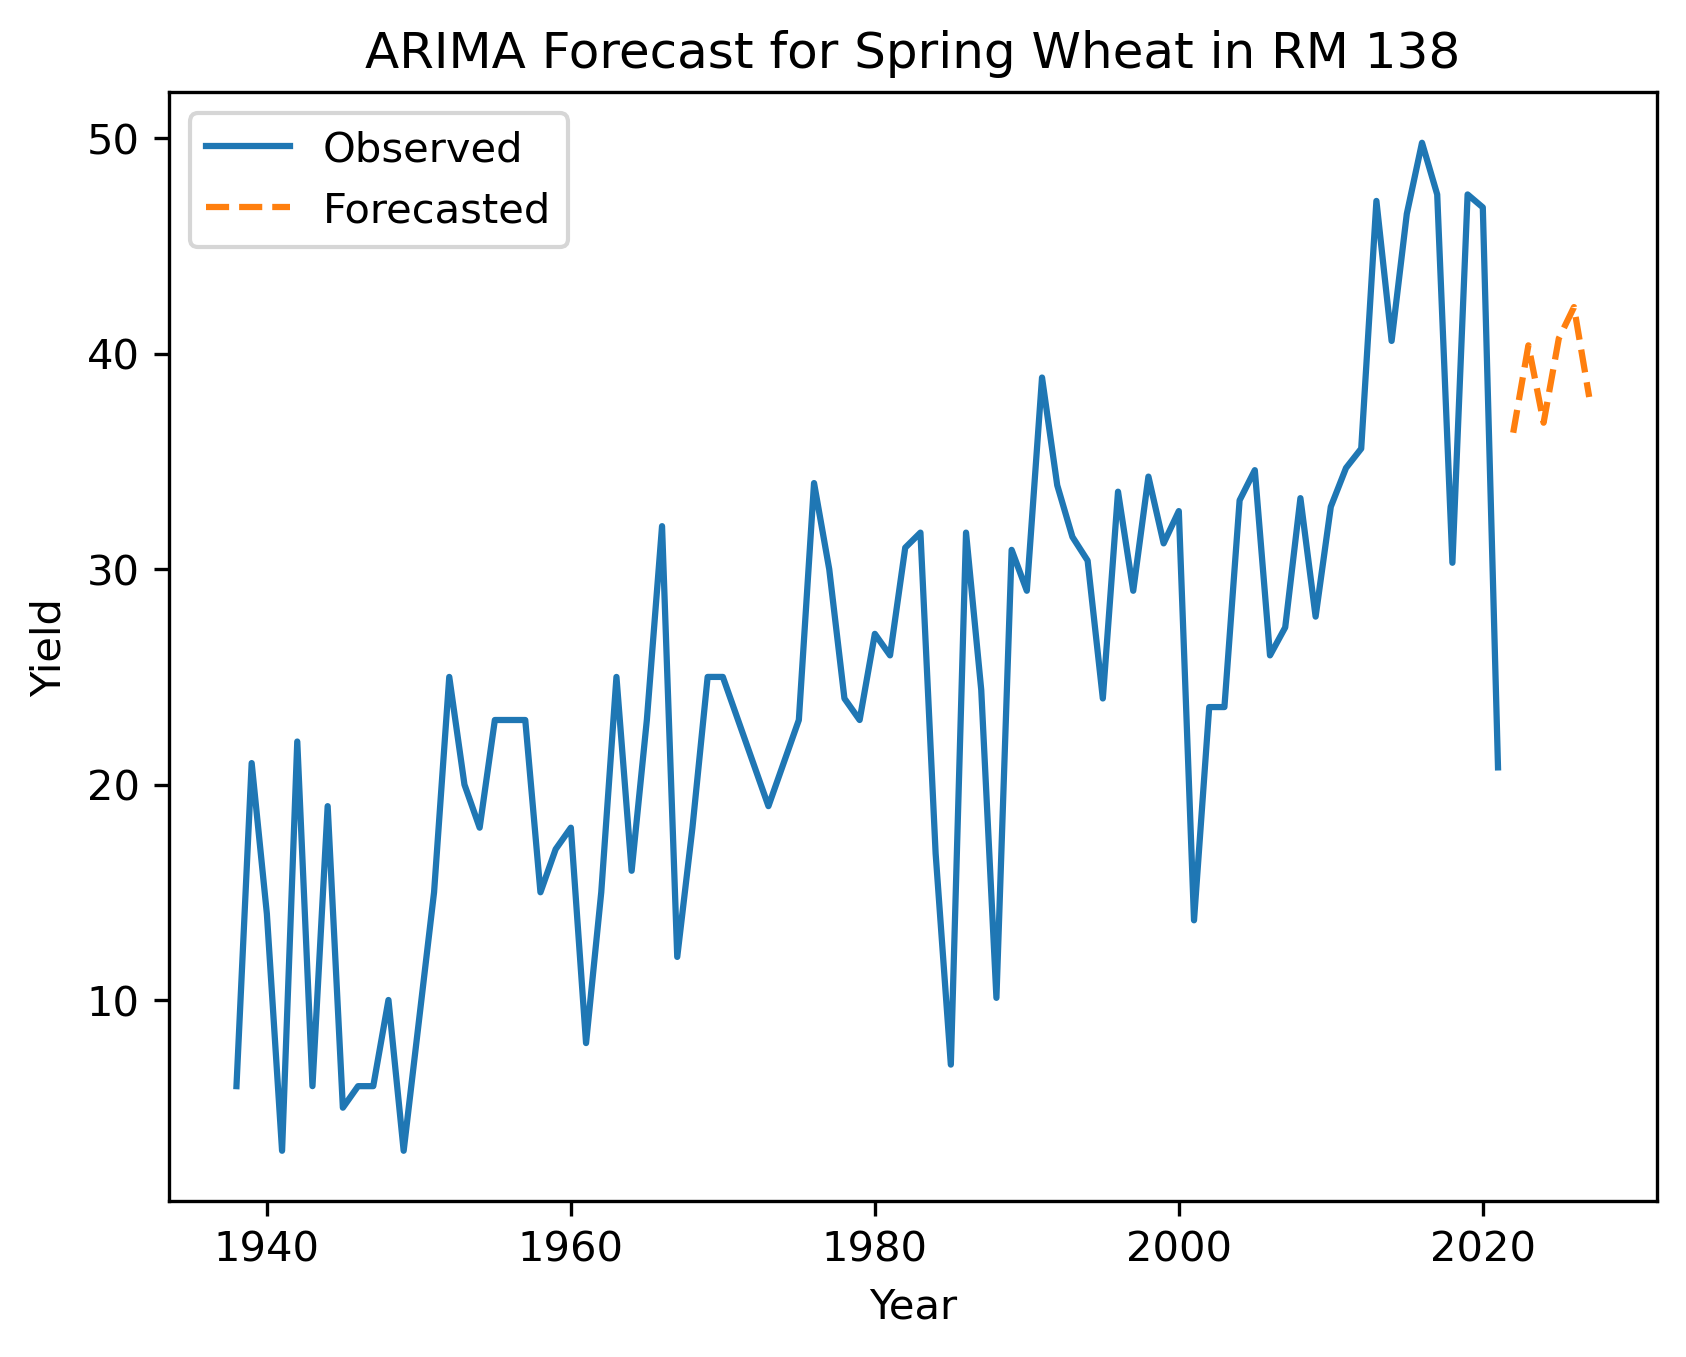 ARIMA Forecast for Spring Wheat in RM 138
Observed
Forecasted
50
40
30
20
10
Yield
1940 1960 1980 2000 2020
Year